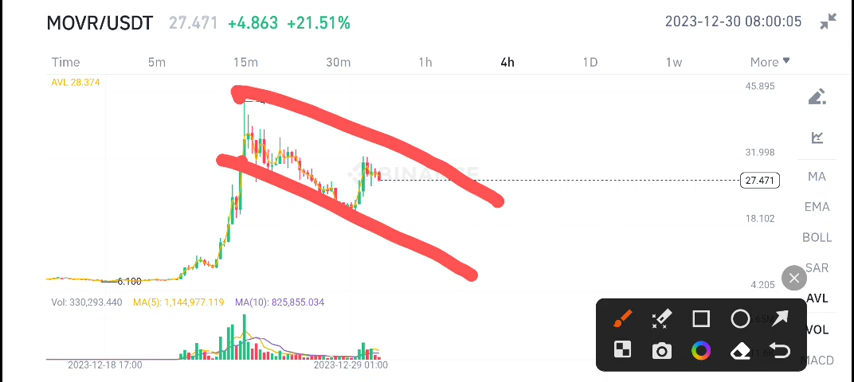 MOVR/USDT 27.471 +4.863 +21.51% 2023-12-30 08:00:05
Time 5m 15m 30m 1h 4h 1D 1w More
AVL 28.374
45.895
31.998
BINANCE
27.471
18.102
6.100
4.205
MA
EMA
BOLL
SAR
AVL
VOL
MACD
Vol: 330,293.440 MA(5): 1,144,977.119 MA(10): 825,855.034
2023-12-18 17:00 2023-12-29 01:00